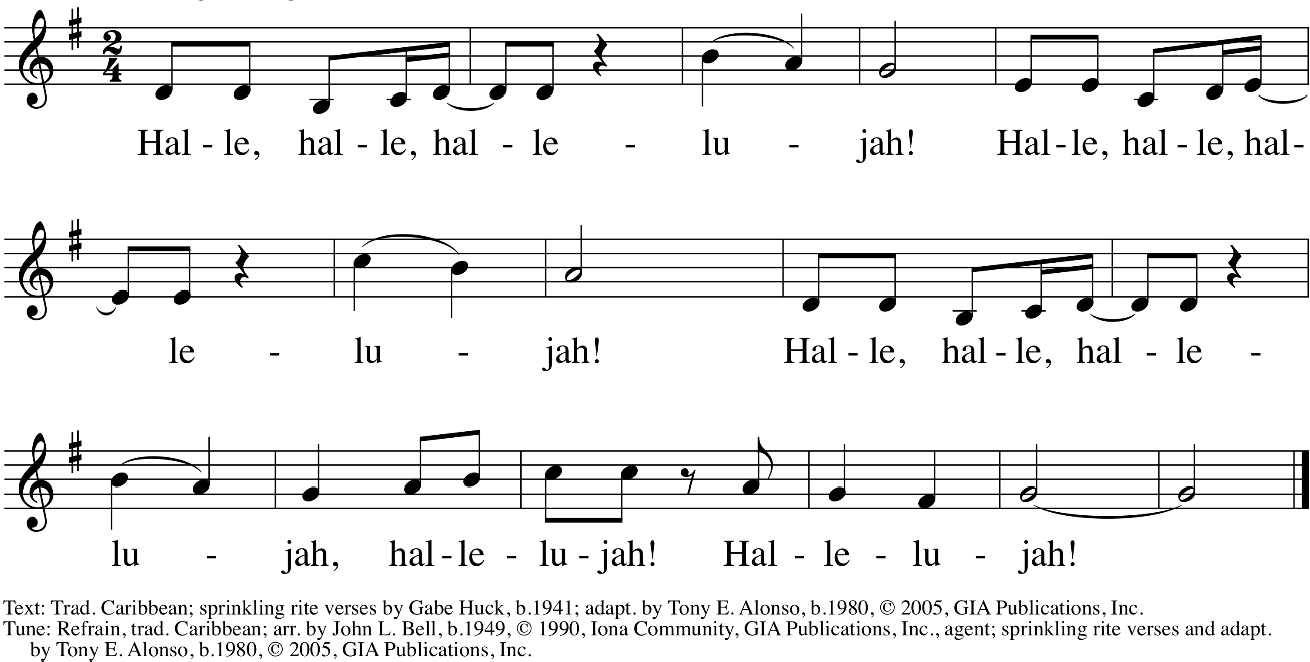 2 4
Hal - le, hal - le, hal - le - lu - jah! Hal - le, hal - le, hal -
le - lu - jah! Hal - le, hal - le, hal - le -
lu - jah, hal - le - lu - jah! Hal - le - lu - jah!
Text: Trad. Caribbean; sprinkling rite verses by Gabe Huck, b.1941; adapt. by Tony E. Alonso, b.1980, © 2005, GIA Publications, Inc.
Tune: Refrain, trad. Caribbean; arr. by John L. Bell, b.1949, © 1990, Iona Community, GIA Publications, Inc., agent; sprinkling rite verses and adapt.
by Tony E. Alonso, b.1980, © 2005, GIA Publications, Inc.